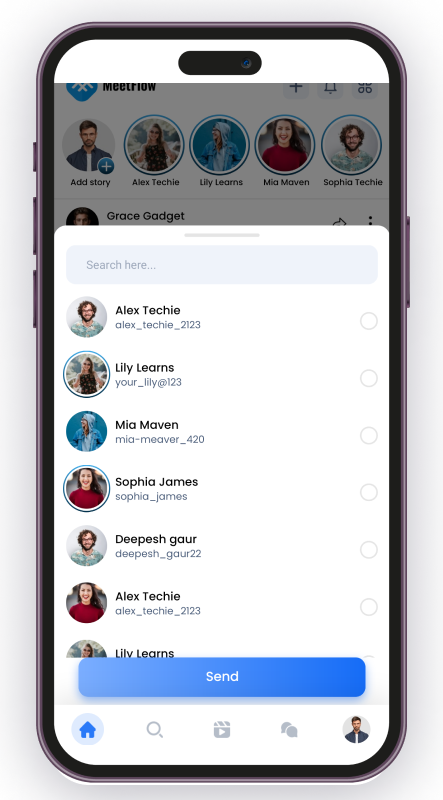 MeetFlow
Add story
Alex Techie
Lily Learns
Mia Maven
Sophia Techie
Grace Gadget
Search here...
Alex Techie
alex_techie_2123
Lily Learns
your_lily@123
Mia Maven
mia-meaver_420
Sophia James
sophia_james
Deepesh gaur
deepesh_gaur22
Alex Techie
alex_techie_2123
Lily Learns
Send